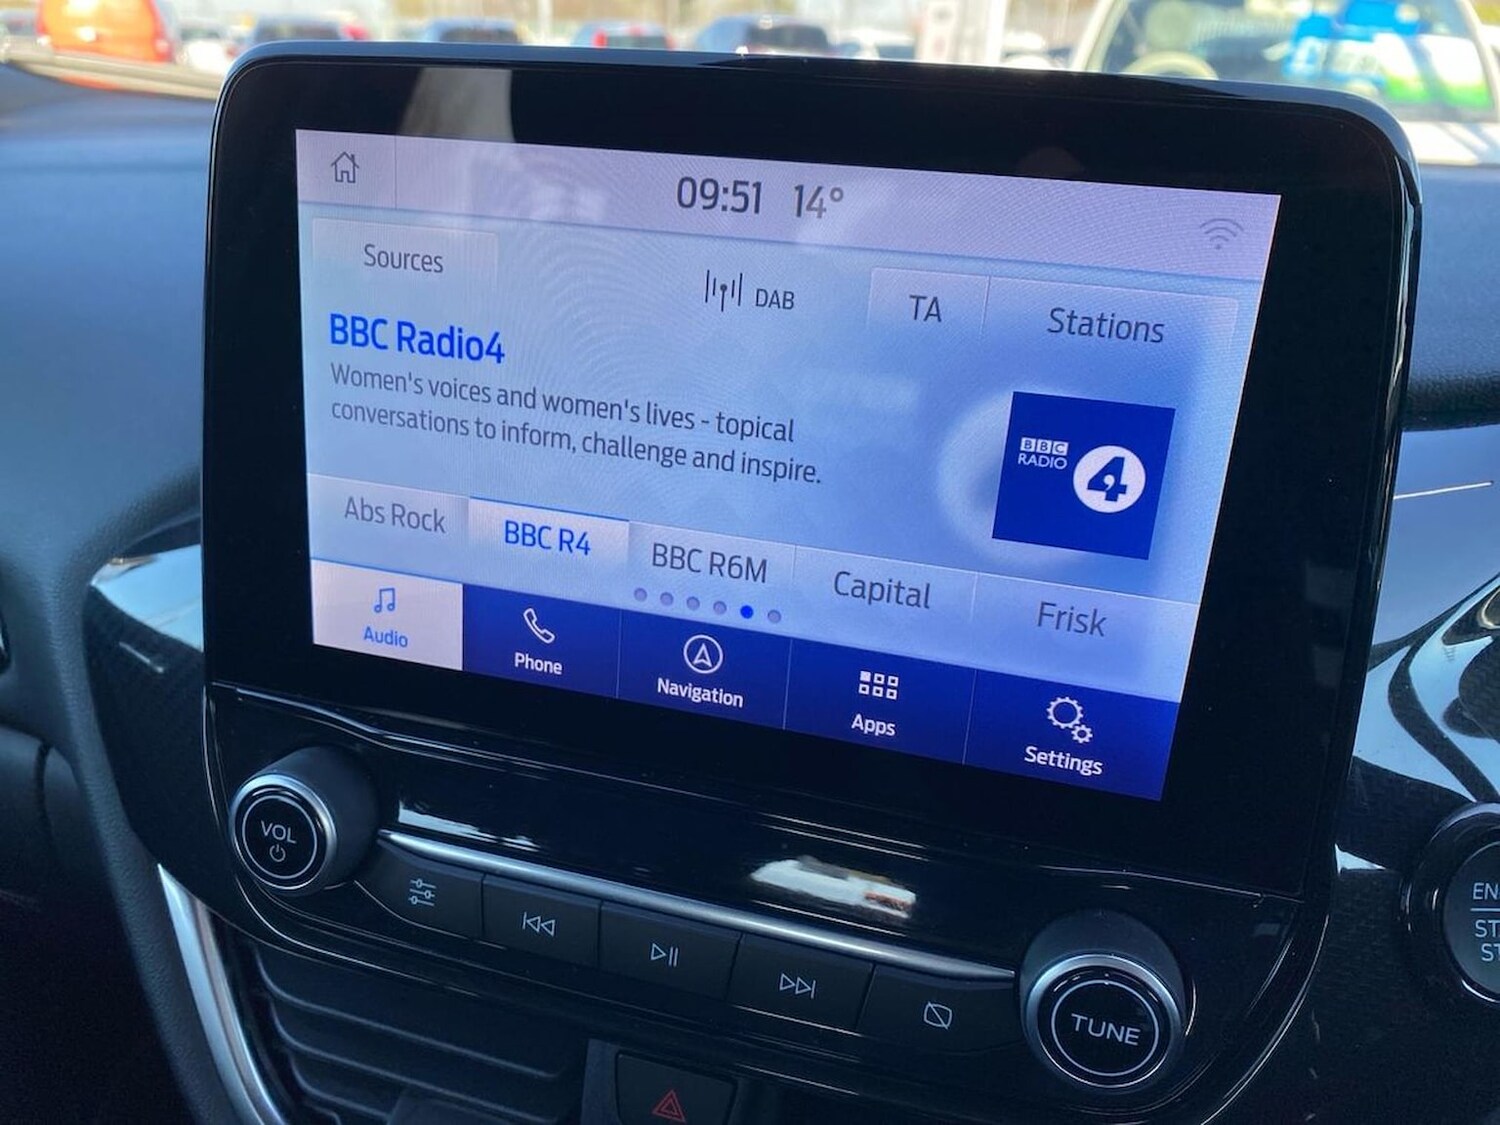 09:51 14°
Sources
DAB
TA
Stations
BBC Radio4
Women's voices and women's lives - topical
conversations to inform, challenge and inspire.
BBC
RADIO 4
Abs Rock
BBC R4
BBC R6M
Capital
Frisk
Audio
Phone
Navigation
Apps
Settings
VOL
TUNE
EN
ST
S